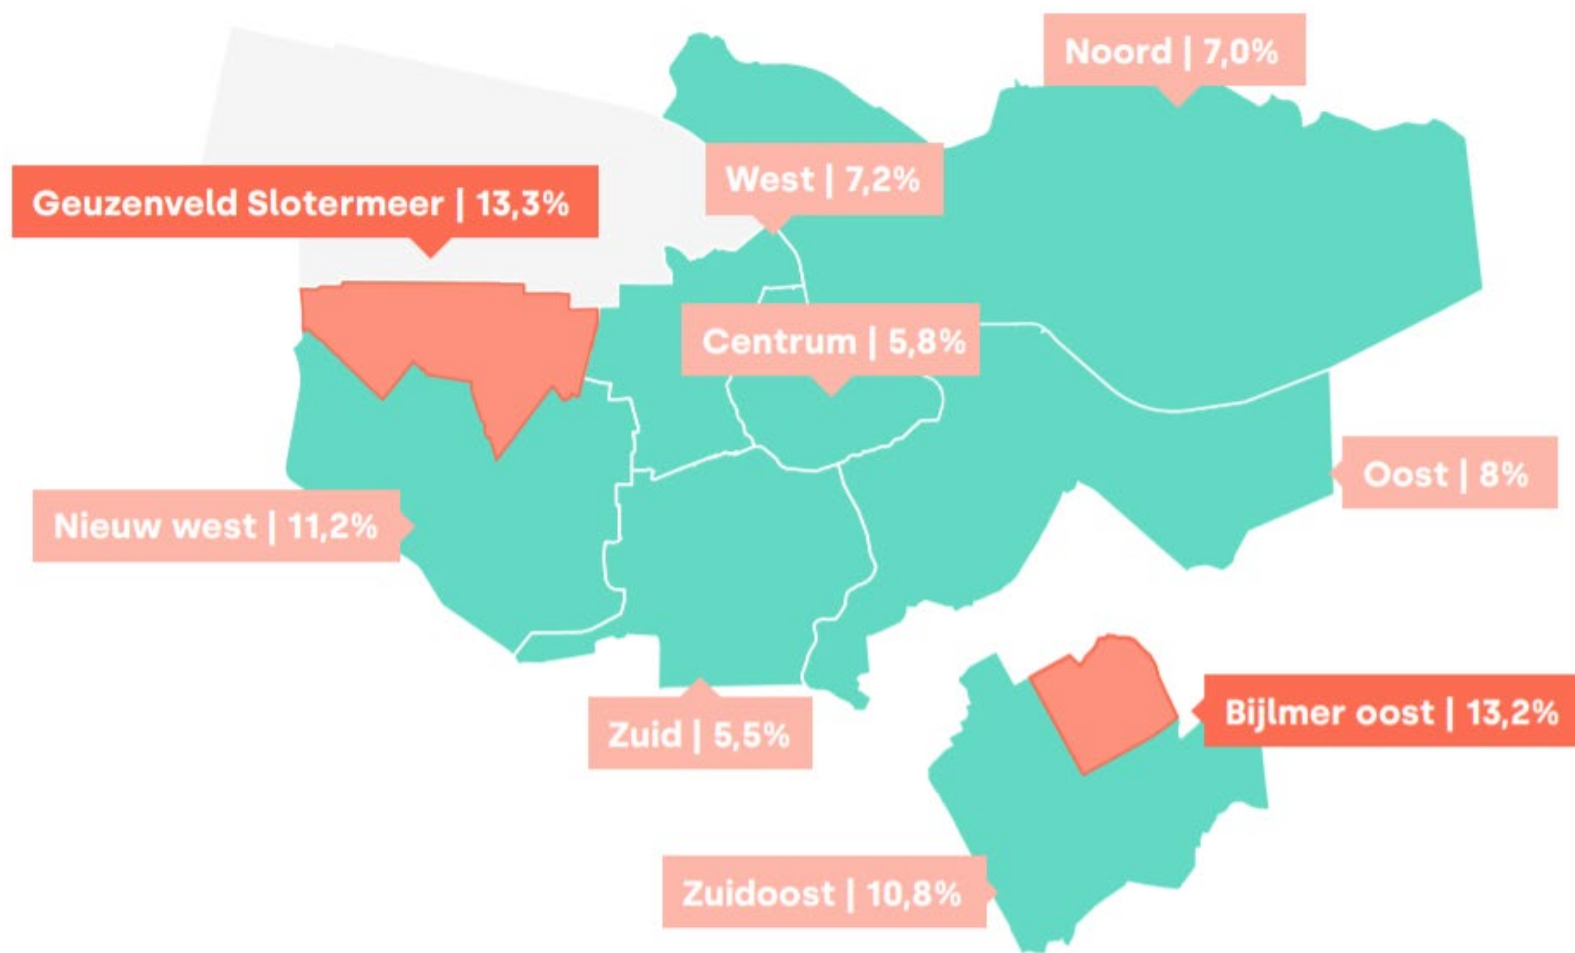 Noord | 7,0%
West | 7,2%
Geuzenveld Slotermeer | 13,3%
Centrum | 5,8%
Oost | 8%
Nieuw west | 11,2%
Bijlmer oost | 13,2%
Zuid | 5,5%
Zuidoost | 10,8%